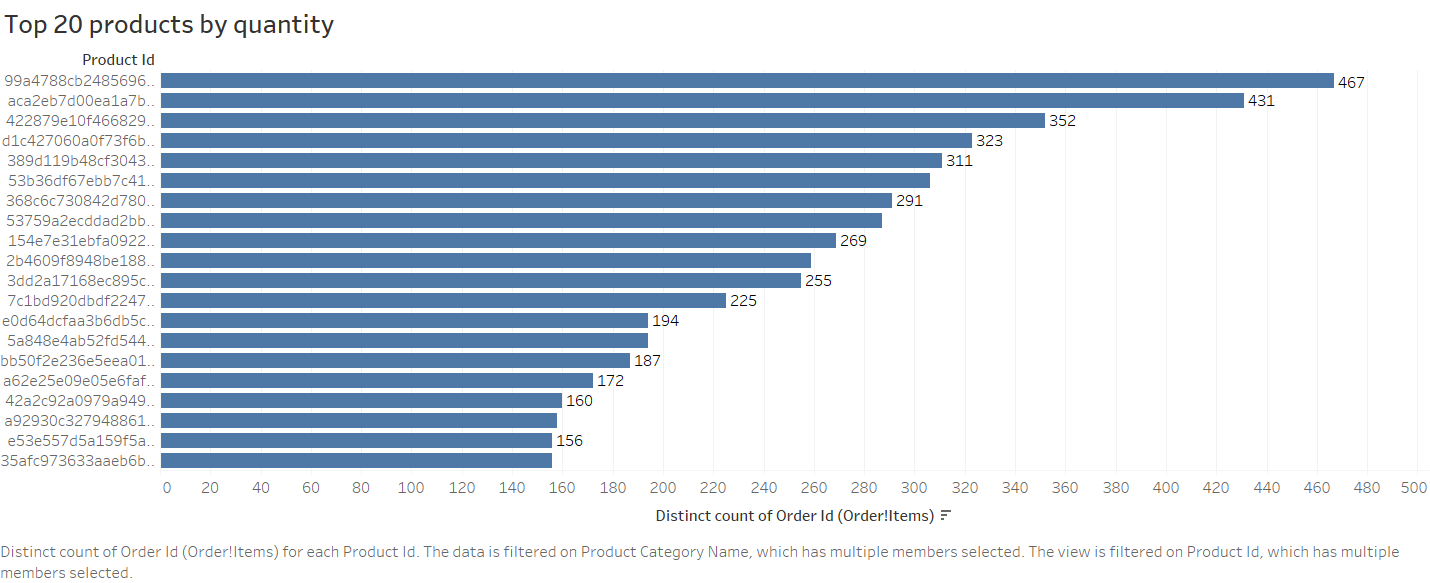 Top 20 products by quantity
Product Id
99a4788cb2485696.. 467
aca2eb7d00ea1a7b.. 431
422879e10f466829.. 352
d1c427060a0f73f6b.. 323
389d119b48cf3043.. 311
53b36df67ebb7c41..
368c6c730842d780.. 291
53759a2ecddad2bb..
154e7e31ebfa0922.. 269
2b4609f8948be188..
3dd2a17168ec895c.. 255
7c1bd920dbdf2247.. 225
e0d64dcfaa3b6db5c.. 194
5a848e4ab52fd544..
bb50f2e236e5eea01.. 187
a62e25e09e05e6faf.. 172
42a2c92a0979a949.. 160
a92930c327948861..
e53e557d5a159f5a.. 156
35afc973633aaeb6b..
0 20 40 60 80 100 120 140 160 180 200 220 240 260 280 300 320 340 360 380 400 420 440 460 480 500
Distinct count of Order Id (Order!Items)
Distinct count of Order Id (Order!Items) for each Product Id. The data is filtered on Product Category Name, which has multiple members selected. The view is filtered on Product Id, which has multiple
members selected.